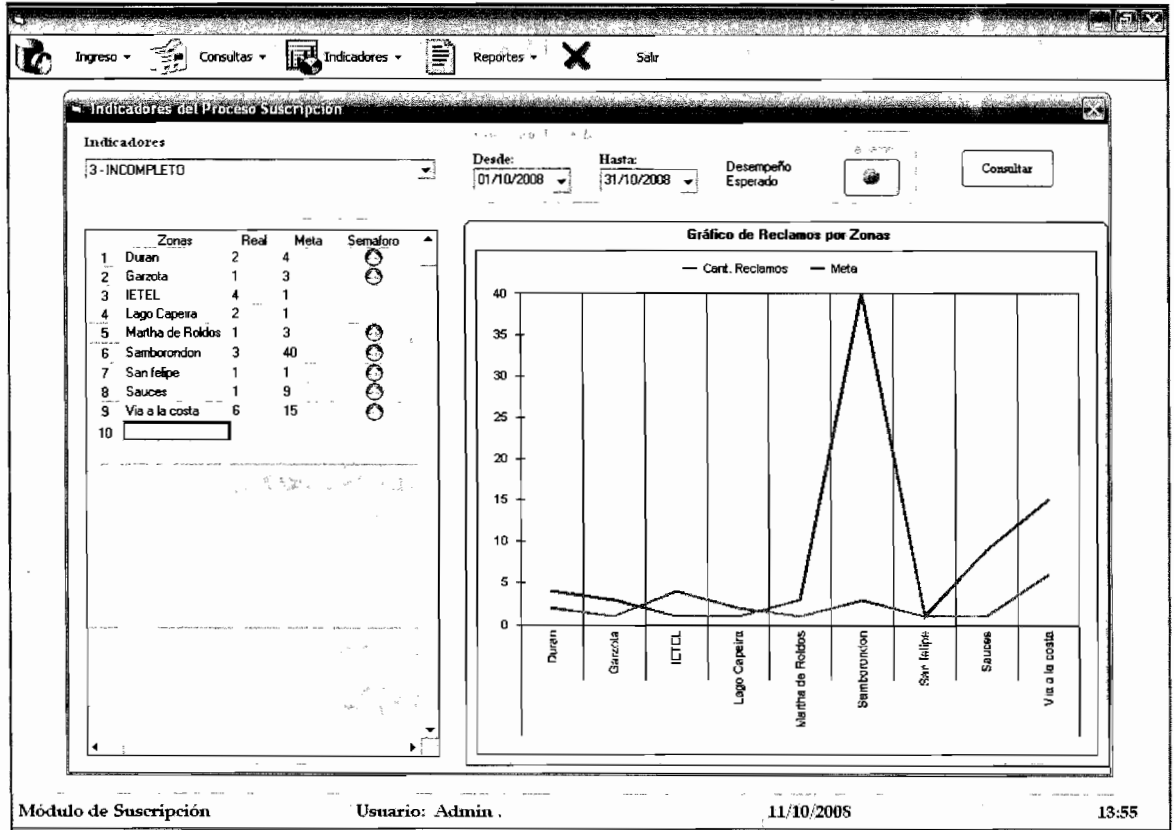 Ingreso Consultas Indicadores Reportes Salir
Indicadores del Proceso Suscripción
Indicadores
3 - INCOMPLETO
Desde: Hasta:
01/10/2008 31/10/2008
Desempeño
Esperado
Consultar
Zonas Real Meta Semaforo
1 Duran 2 4
2 Garzota 1 3
3 IETEL 4 1
4 Lago Capeira 2 1
5 Martha de Roldos 1 3
6 Samborondon 3 40
7 San felipe 1 1
8 Sauces 1 9
9 Via a la costa 6 15
10
Gráfico de Reclamos por Zonas
Cant. Reclamos Meta
40
35
30
25
20
15
10
5
0
Duran
Garzota
IETEL
Lago Capeira
Martha de Roldos
Samborondon
San felipe
Sauces
Via a la costa
Módulo de Suscripción Usuario: Admin . 11/10/2008 13:55